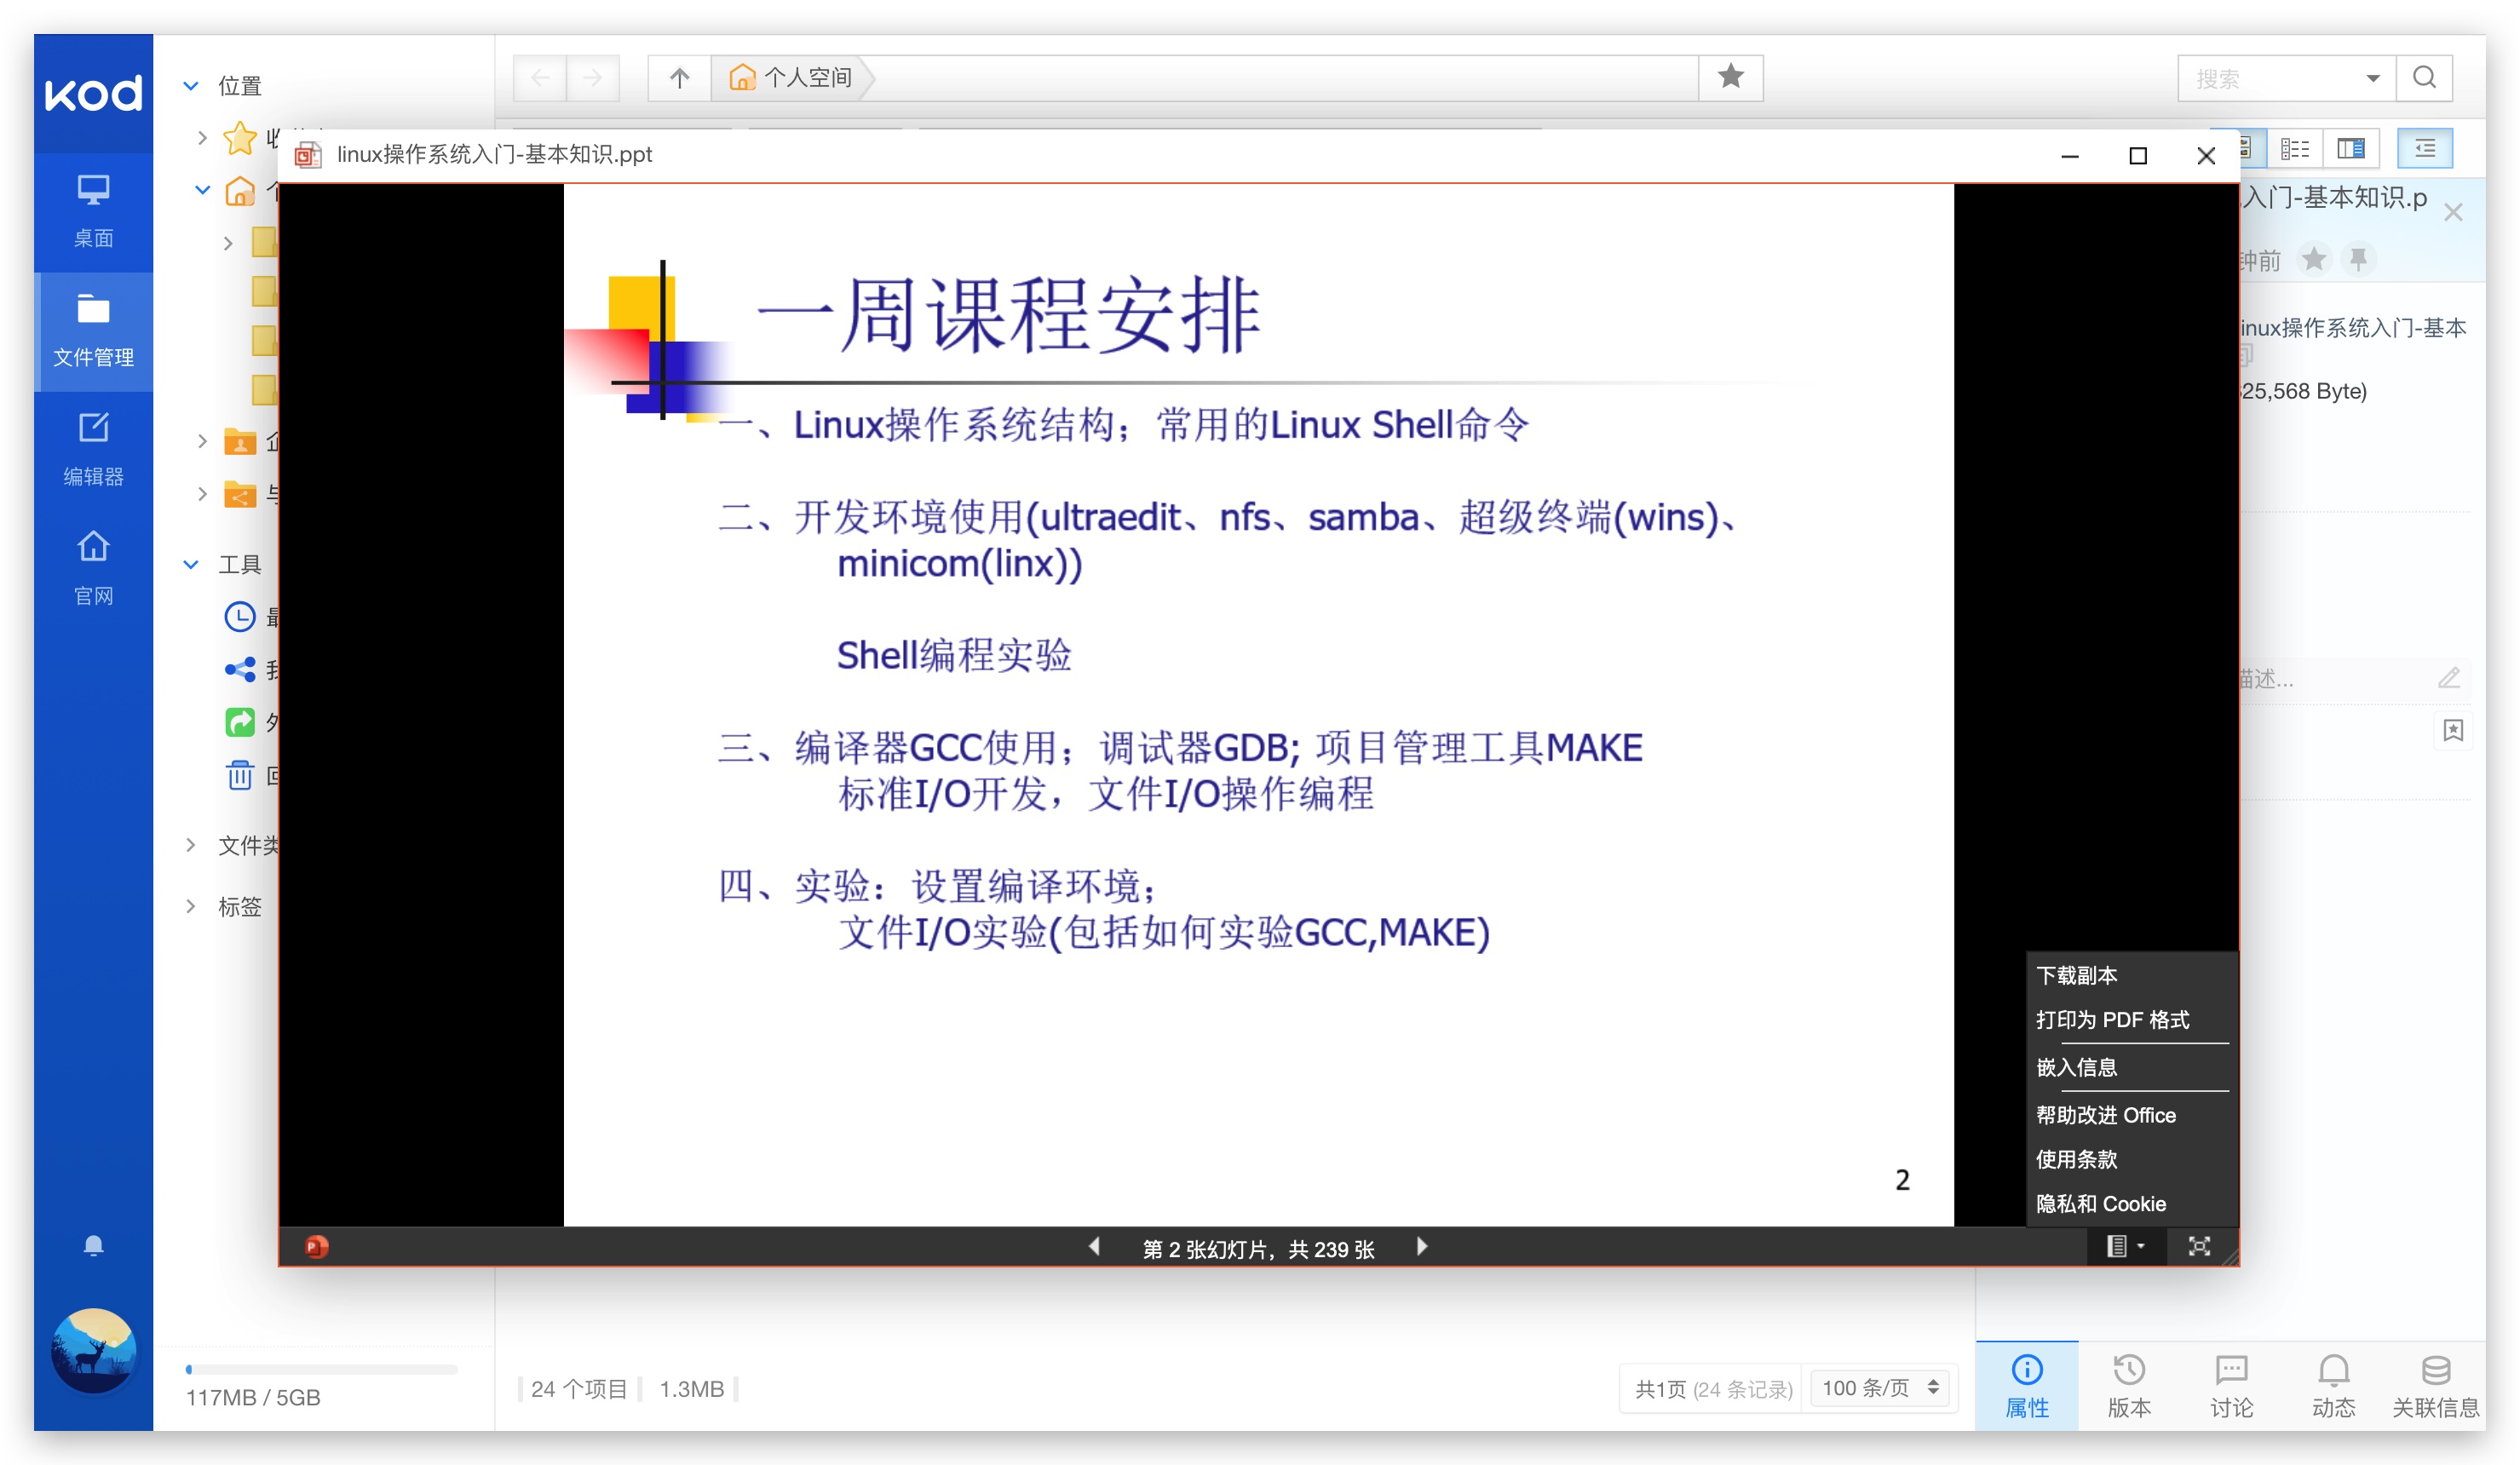 kod
桌面
文件管理
编辑器
官网
位置
工具
文件类
标签
117MB / 5GB
个人空间
搜索
linux操作系统入门-基本知识.ppt
一周课程安排
一、Linux操作系统结构；常用的Linux Shell命令
二、开发环境使用(ultraedit、nfs、samba、超级终端(wins)、
minicom(linx))
Shell编程实验
三、编译器GCC使用；调试器GDB; 项目管理工具MAKE
标准I/O开发，文件I/O操作编程
四、实验：设置编译环境；
文件I/O实验(包括如何实验GCC,MAKE)
2
下载副本
打印为 PDF 格式
嵌入信息
帮助改进 Office
使用条款
隐私和 Cookie
第 2 张幻灯片，共 239 张
入门-基本知识.p
钟前
inux操作系统入门-基本
25,568 Byte)
描述...
24 个项目
1.3MB
共1页 (24 条记录)
100 条/页
属性
版本
讨论
动态
关联信息